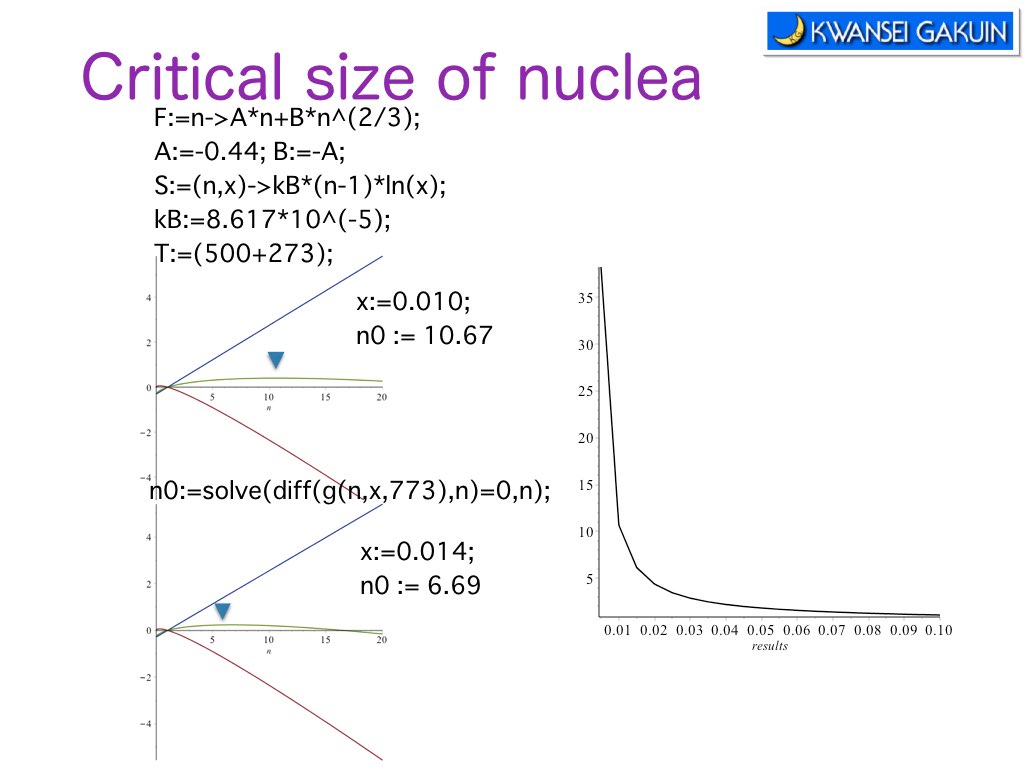 KWANSEI GAKUIN
Critical size of nuclea
F:=n->A*n+B*n^(2/3);
A:=-0.44; B:=-A;
S:=(n,x)->kB*(n-1)*ln(x);
kB:=8.617*10^(-5);
T:=(500+273);
x:=0.010;
n0 := 10.67
4
2
0
-2
-4
5 10 15 20
n
n0:=solve(diff(g(n,x,773),n)=0,n);
x:=0.014;
n0 := 6.69
4
2
0
-2
-4
5 10 15 20
n
35
30
25
20
15
10
5
0.01 0.02 0.03 0.04 0.05 0.06 0.07 0.08 0.09 0.10
results